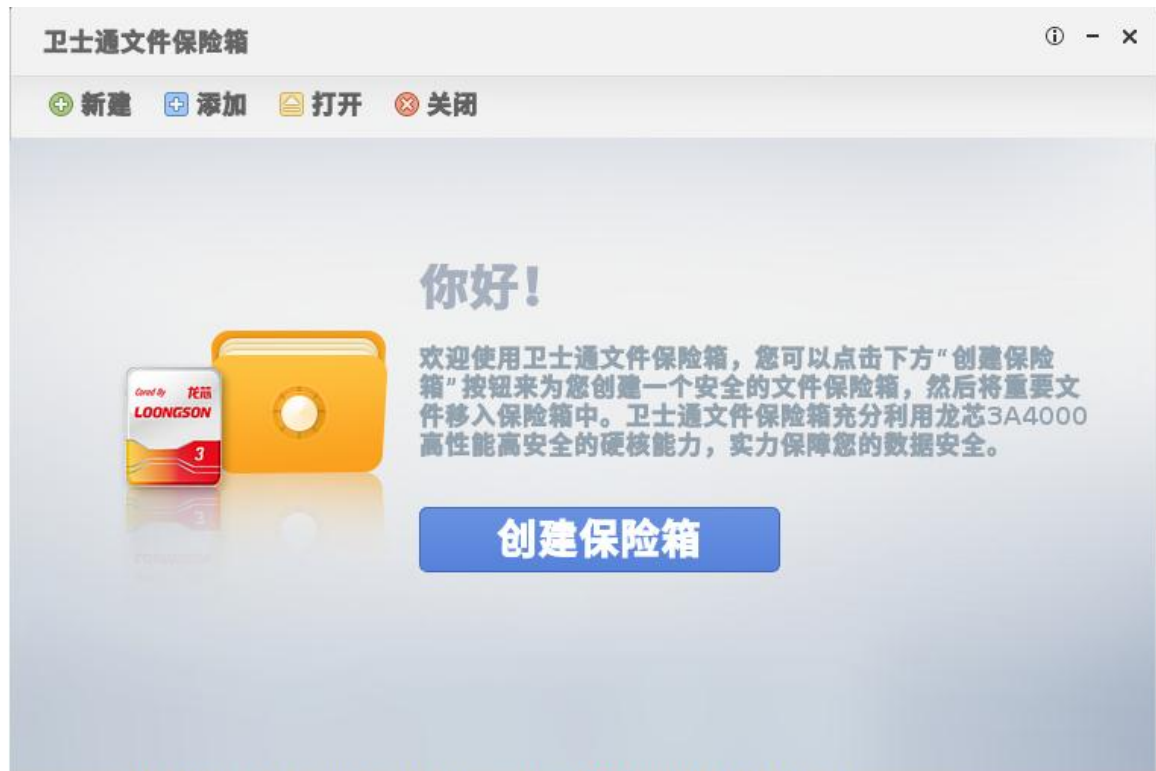 卫士通文件保险箱
新建 添加 打开 关闭
你好！
欢迎使用卫士通文件保险箱，您可以点击下方“创建保险
箱”按钮来为您创建一个安全的文件保险箱，然后将重要文
件移入保险箱中。卫士通文件保险箱充分利用龙芯3A4000
高性能高安全的硬核能力，实力保障您的数据安全。
Cored By 龙芯
LOONGSON
3
创建保险箱